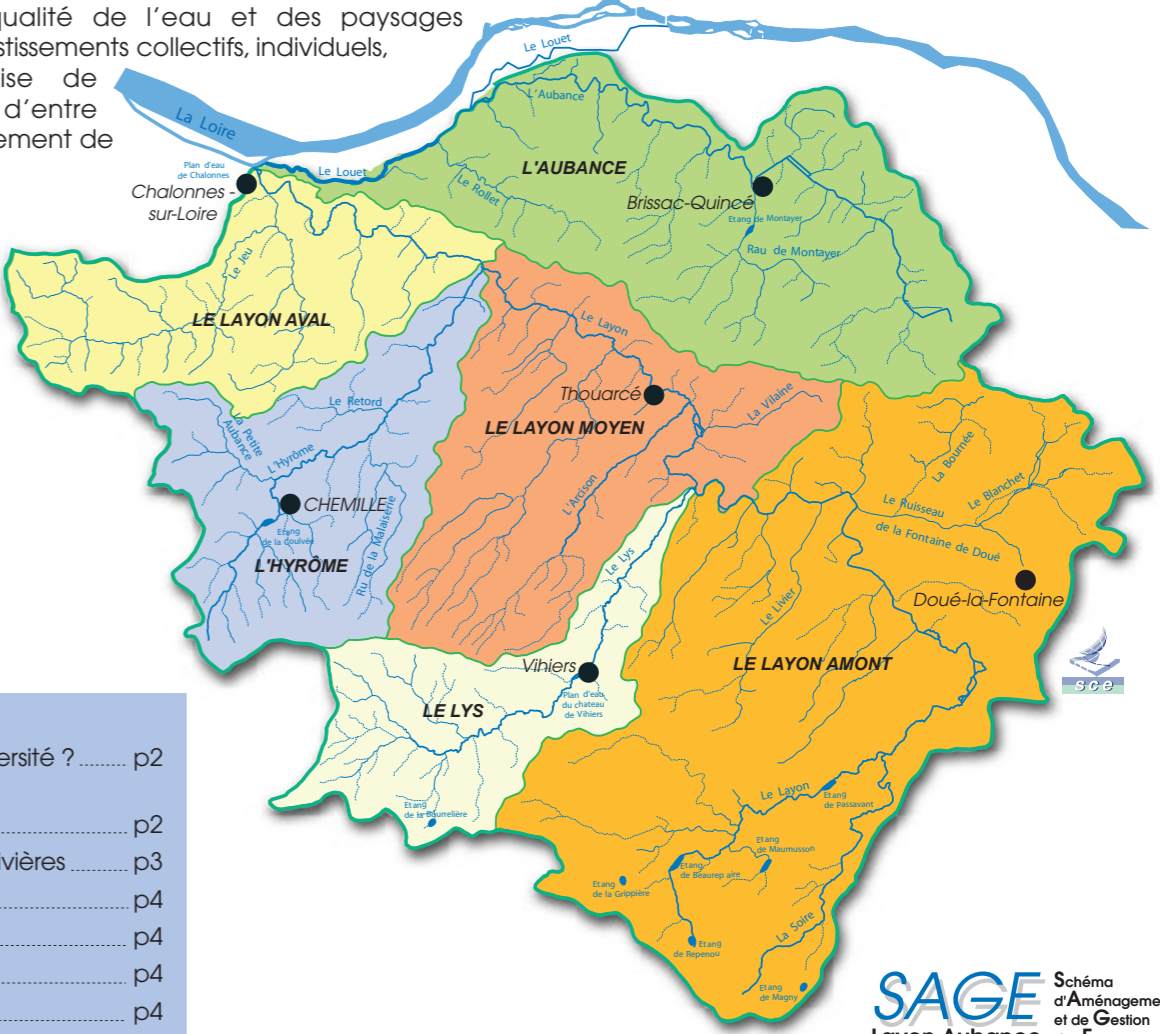 qualité de l'eau et des paysages
stissements collectifs, individuels,
ise de
d'entre
ement de
Le Louet
La Loire
L'Aubance
Plan d'eau
de Chalonnes
Le Louet
L'AUBANCE
Chalonnes -
sur-Loire
Le Rollet
Brissac-Quincé
Etang de Montayer
Rau de Montayer
Le Jeu
LE LAYON AVAL
Le Layon
Thouarcé
La Vilaine
Le Retord
LE LAYON MOYEN
La Petite
Aubance
L'Hyrôme
La Bournée
Le Blanchet
L'Arcison
CHEMILLE
Le Ruisseau
de la Fontaine de Doué
Etang
de la Coulvée
Ru de la Malaiserie
L'HYRÔME
Le Lys
Doué-la-Fontaine
Le Livier
Vihiers
LE LAYON AMONT
sce
Plan d'eau
du chateau
de Vihiers
LE LYS
ersité ? ........ p2
Le Layon
Etang
de Passavant
Etang
de la Baurrelière
p2
ivières ............ p3
Etang
de Maumusson
Etang
de Beaurep aire
Etang
de la Grippière
p4
La Soire
p4
Etang
de Repenou
p4
Etang
de Magny
p4
SAGE
Schéma
d'Aménageme
et de Gestion
Layon Aubance